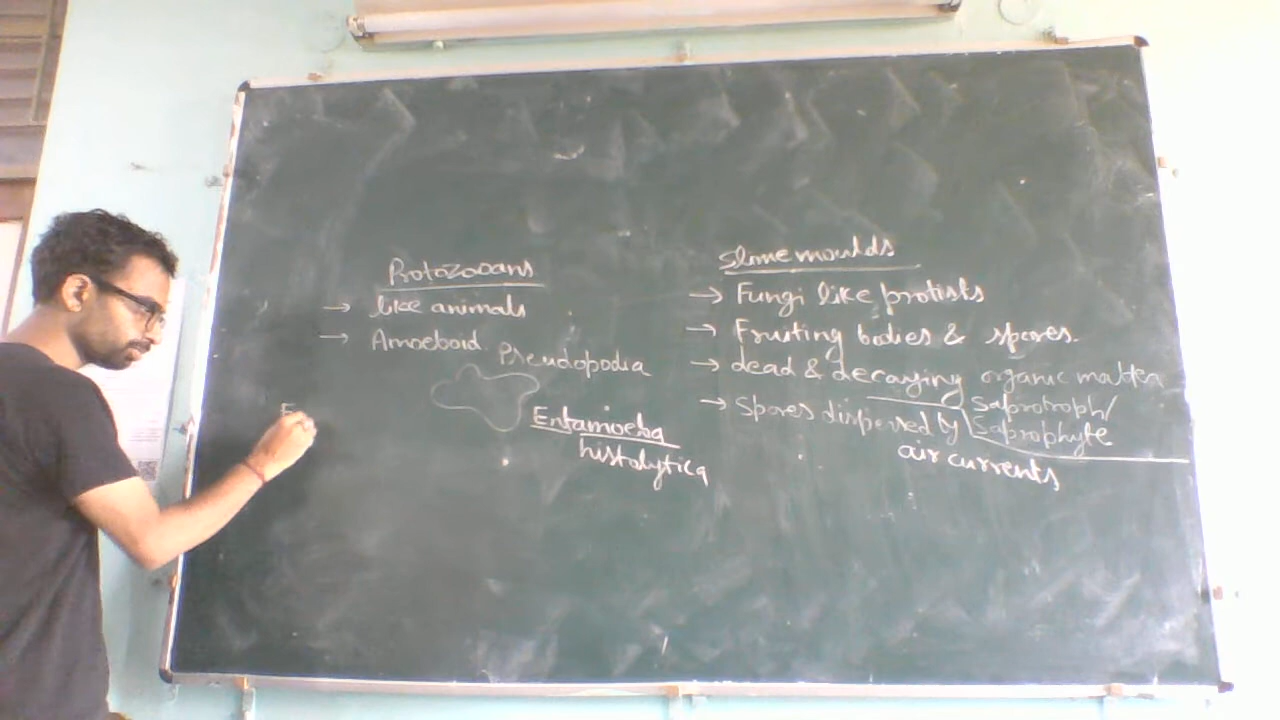 Protozoans
→ like animals
→ Amoeboid
Pseudopodia
Entamoeba
histolytica
F
Slime moulds
→ Fungi like protists
→ Fruiting bodies & spores.
→ dead & decaying organic matter
Saprotroph/
Saprophyte
→ Spores dispersed by
air currents